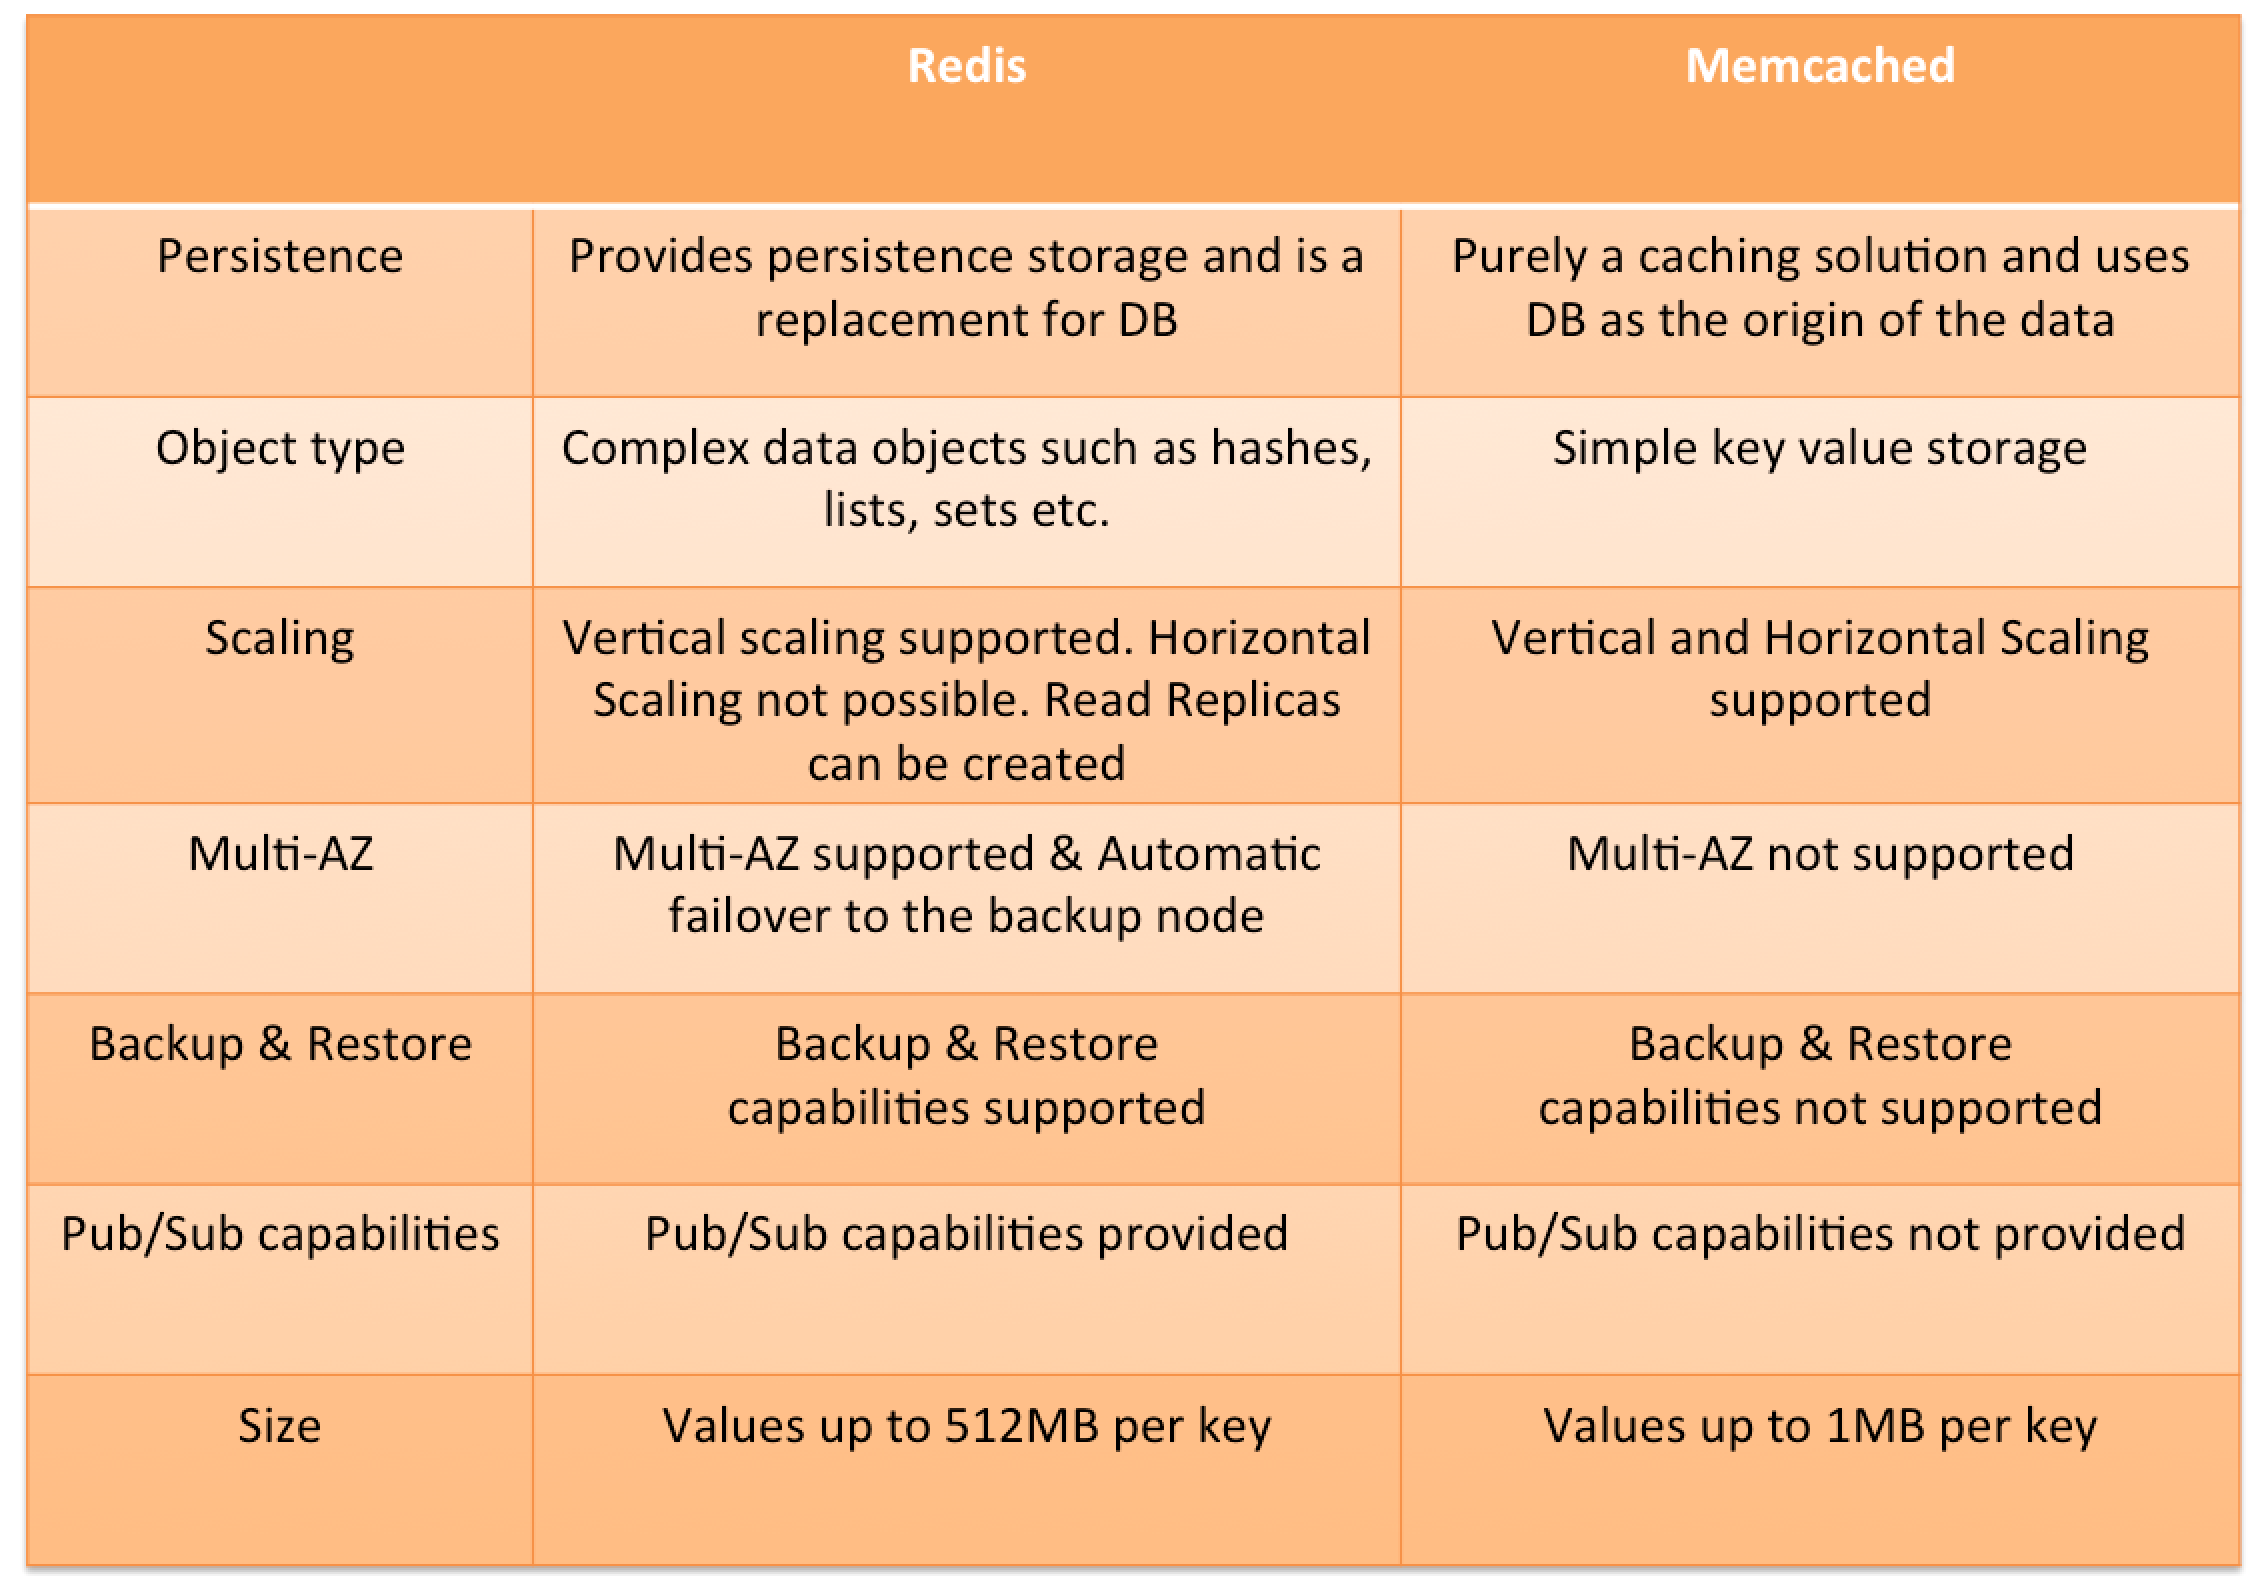 Redis
Memcached
Persistence
Provides persistence storage and is a
replacement for DB
Purely a caching solution and uses
DB as the origin of the data
Object type
Complex data objects such as hashes,
lists, sets etc.
Simple key value storage
Scaling
Vertical scaling supported. Horizontal
Scaling not possible. Read Replicas
can be created
Vertical and Horizontal Scaling
supported
Multi-AZ
Multi-AZ supported & Automatic
failover to the backup node
Multi-AZ not supported
Backup & Restore
Backup & Restore
capabilities supported
Backup & Restore
capabilities not supported
Pub/Sub capabilities
Pub/Sub capabilities provided
Pub/Sub capabilities not provided
Size
Values up to 512MB per key
Values up to 1MB per key